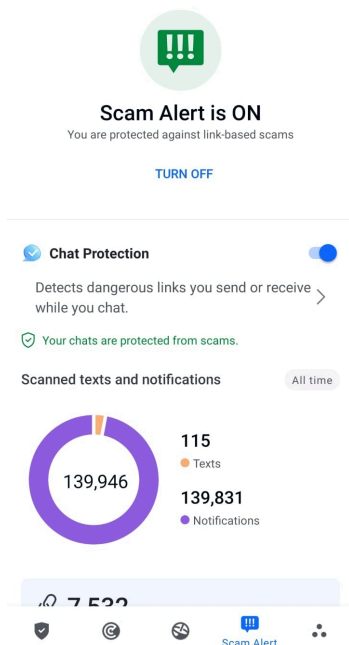 Scam Alert is ON
You are protected against link-based scams
TURN OFF
Chat Protection
Detects dangerous links you send or receive
while you chat.
Your chats are protected from scams.
Scanned texts and notifications
All time
139,946
115
Texts
139,831
Notifications
7,532
Scam Alert